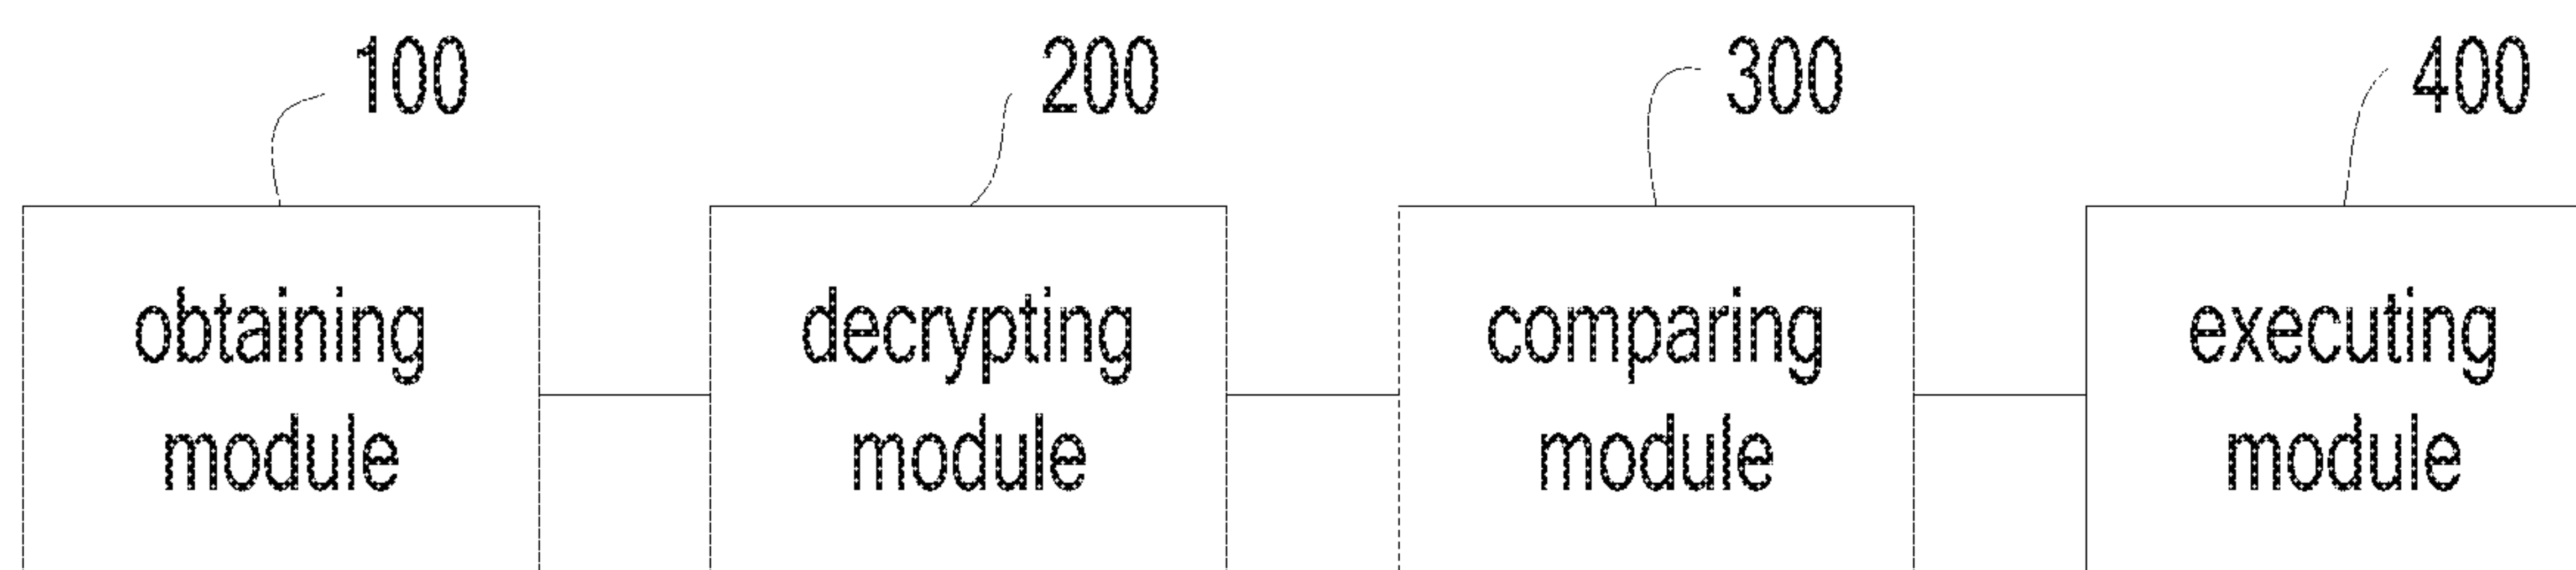 100 200 300 400
obtaining decrypting comparing executing
module module module module